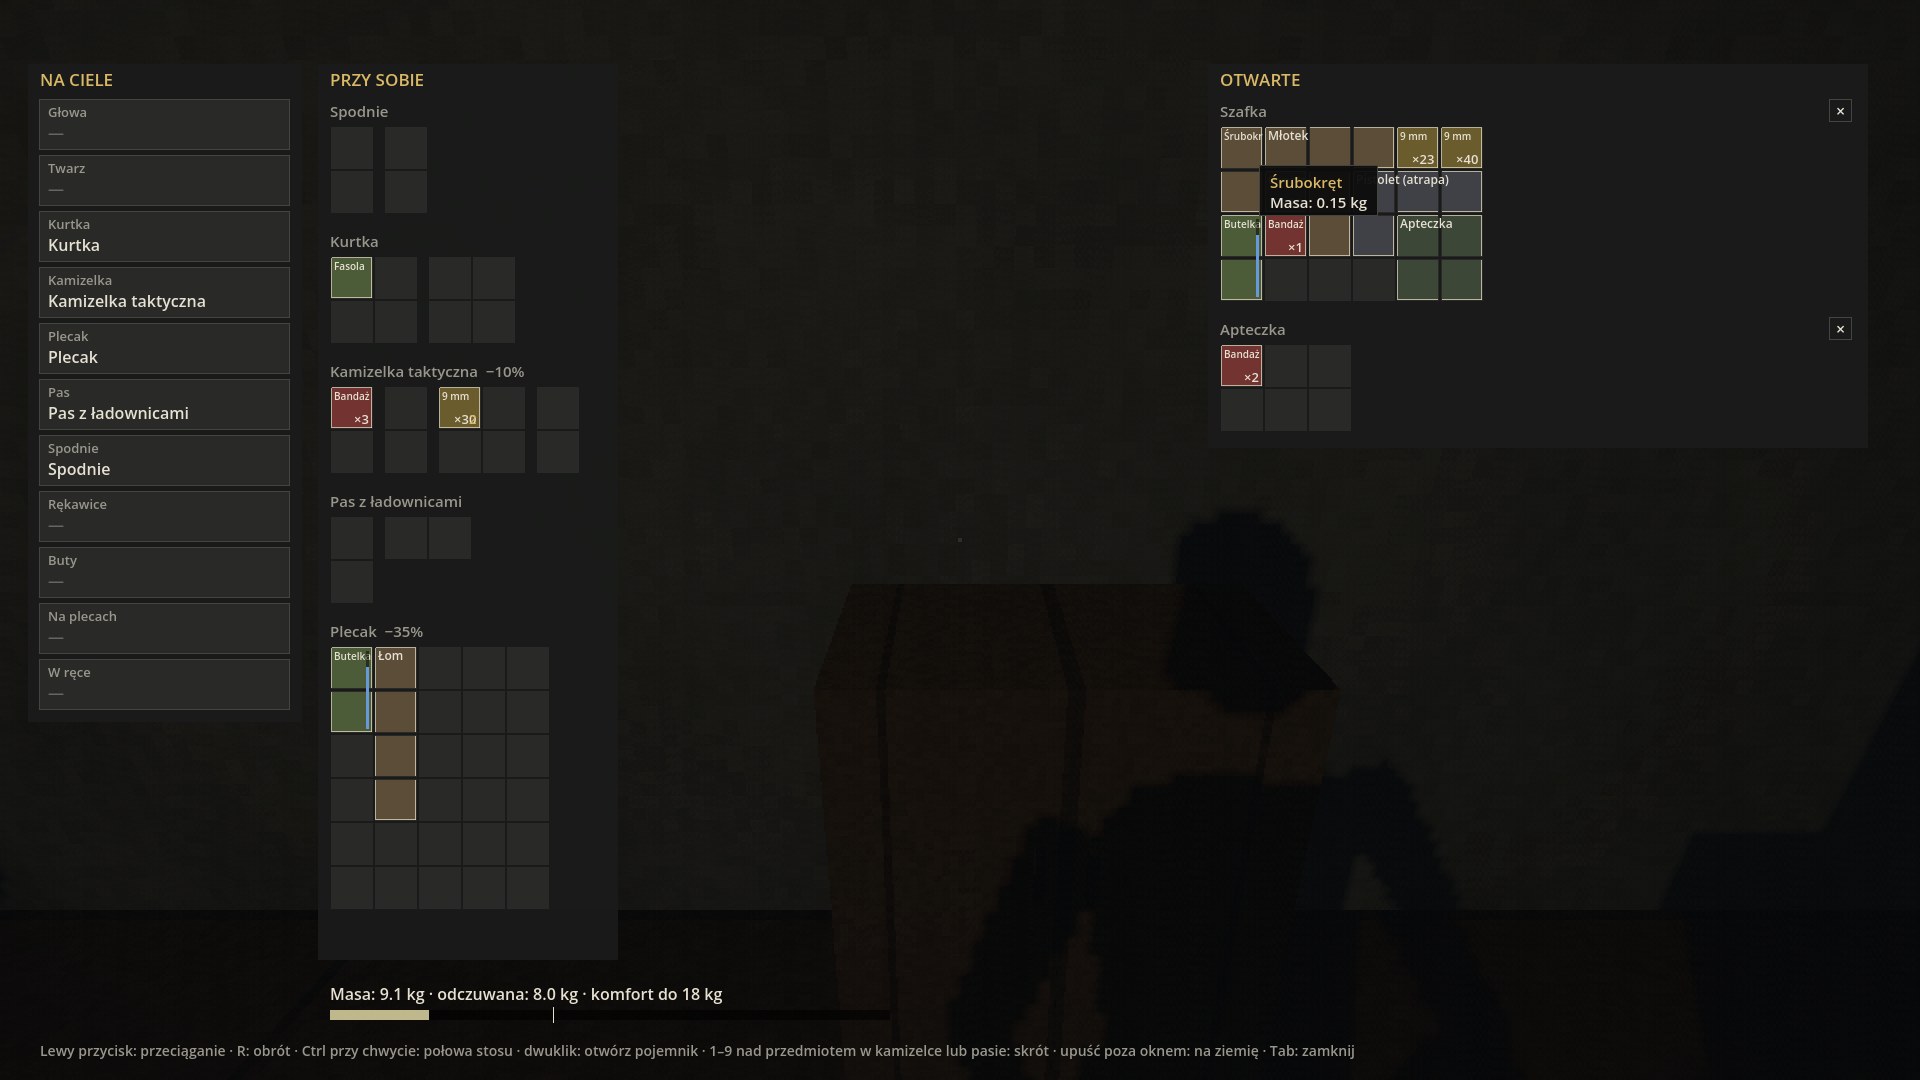 NA CIELE
Głowa
—
Twarz
—
Kurtka
Kurtka
Kamizelka
Kamizelka taktyczna
Plecak
Plecak
Pas
Pas z ładownicami
Spodnie
Spodnie
Rękawice
—
Buty
—
Na plecach
—
W ręce
—
PRZY SOBIE
Spodnie
Kurtka
Fasola
Kamizelka taktyczna −10%
Bandaż
×3
9 mm
×30
Pas z ładownicami
Plecak −35%
Butelka
Łom
OTWARTE
Szafka
×
Śrubokr
Młotek
9 mm
×23
9 mm
×40
Śrubokręt
Masa: 0.15 kg
olet (atrapa)
Butelka
Bandaż
×1
Apteczka
Apteczka
×
Bandaż
×2
Masa: 9.1 kg · odczuwana: 8.0 kg · komfort do 18 kg
Lewy przycisk: przeciąganie · R: obrót · Ctrl przy chwycie: połowa stosu · dwuklik: otwórz pojemnik · 1–9 nad przedmiotem w kamizelce lub pasie: skrót · upuść poza oknem: na ziemię · Tab: zamknij